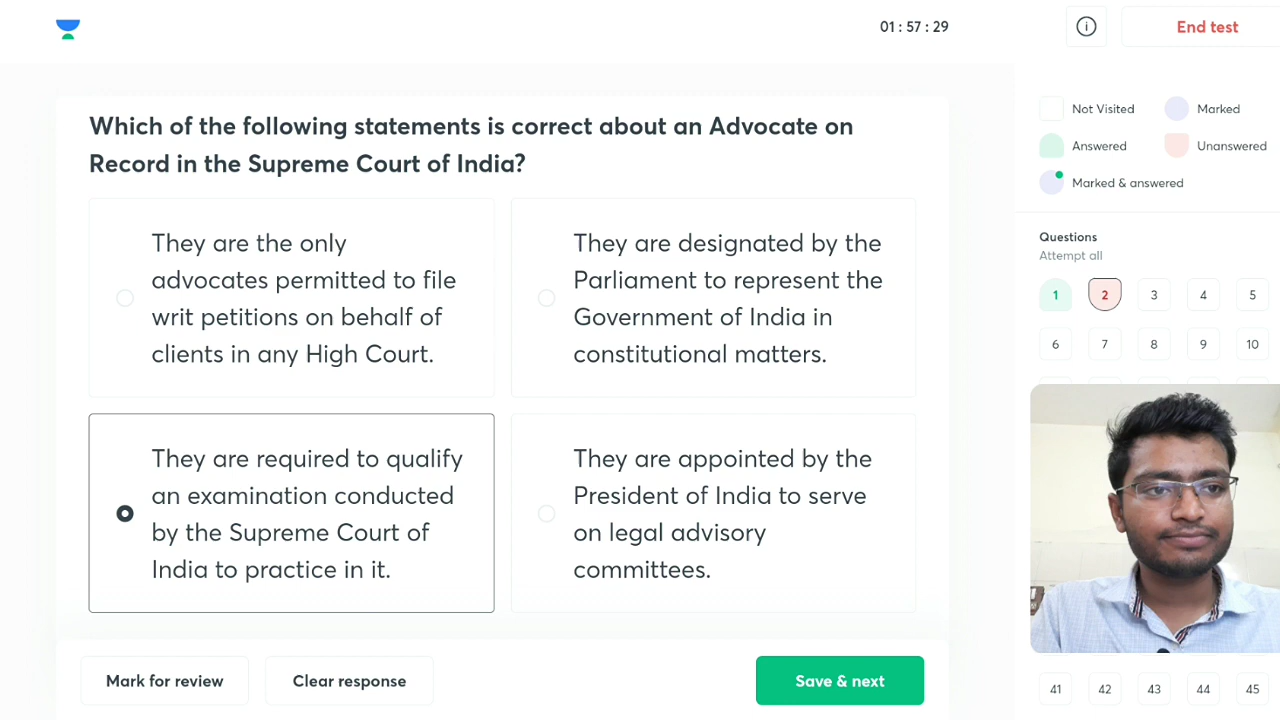 01 : 57 : 29
End test
Which of the following statements is correct about an Advocate on
Record in the Supreme Court of India?
They are the only
advocates permitted to file
writ petitions on behalf of
clients in any High Court.
They are designated by the
Parliament to represent the
Government of India in
constitutional matters.
They are required to qualify
an examination conducted
by the Supreme Court of
India to practice in it.
They are appointed by the
President of India to serve
on legal advisory
committees.
Mark for review
Clear response
Save & next
Not Visited
Marked
Answered
Unanswered
Marked & answered
Questions
Attempt all
1 2 3 4 5
6 7 8 9 10
41 42 43 44 45